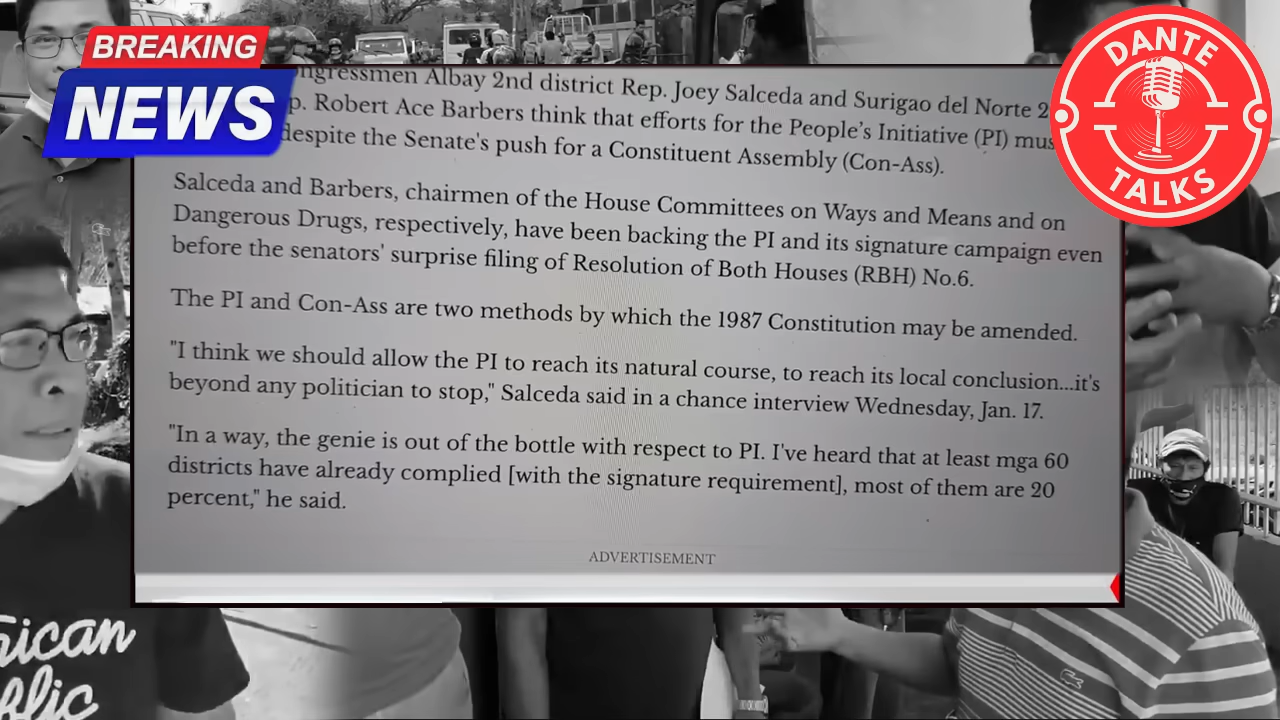 BREAKING
NEWS
DANTE
TALKS
Albay 2nd district Rep. Joey Salceda and Surigao del Norte
Robert Ace Barbers think that efforts for the People's Initiative (PI)
despite the Senate's push for a Constituent Assembly (Con-Ass).
Salceda and Barbers, chairmen of the House Committees on Ways and Means and on
Dangerous Drugs, respectively, have been backing the PI and its signature campaign even
before the senators' surprise filing of Resolution of Both Houses (RBH) No.6.
The PI and Con-Ass are two methods by which the 1987 Constitution may be amended.
"I think we should allow the PI to reach its natural course, to reach its local conclusion...it's
beyond any politician to stop," Salceda said in a chance interview Wednesday, Jan. 17.
"In a way, the genie is out of the bottle with respect to PI. I've heard that at least mga 60
districts have already complied [with the signature requirement], most of them are 20
percent," he said.
ADVERTISEMENT